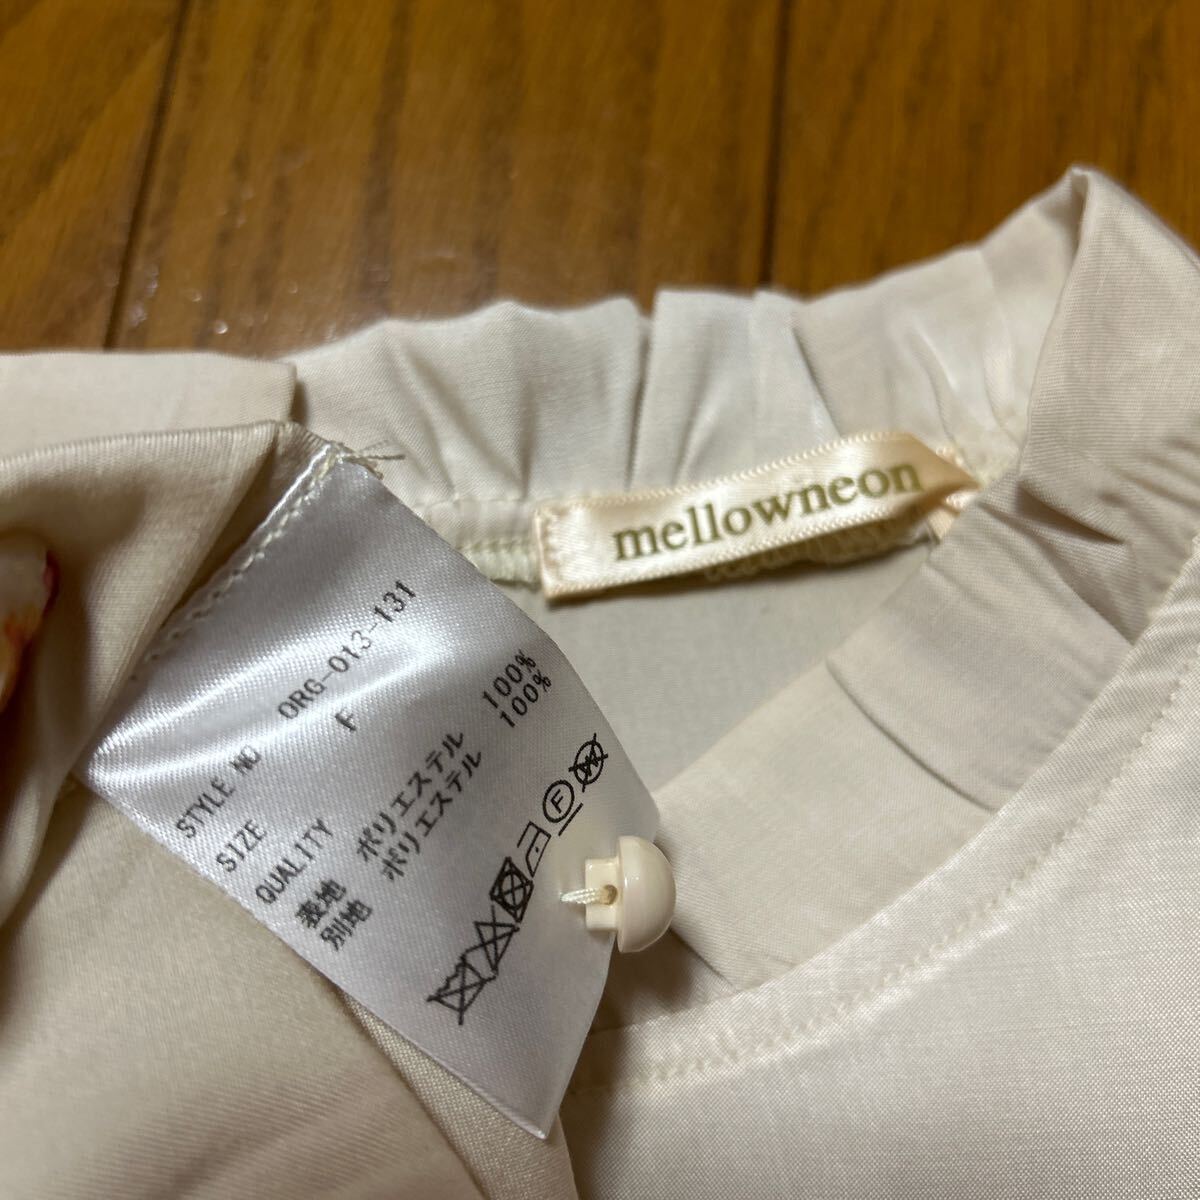 mellowneon
STYLE NO ORG-013-131
SIZE F
QUALITY
表地 ポリエステル 100%
別地 ポリエステル 100%
F
W